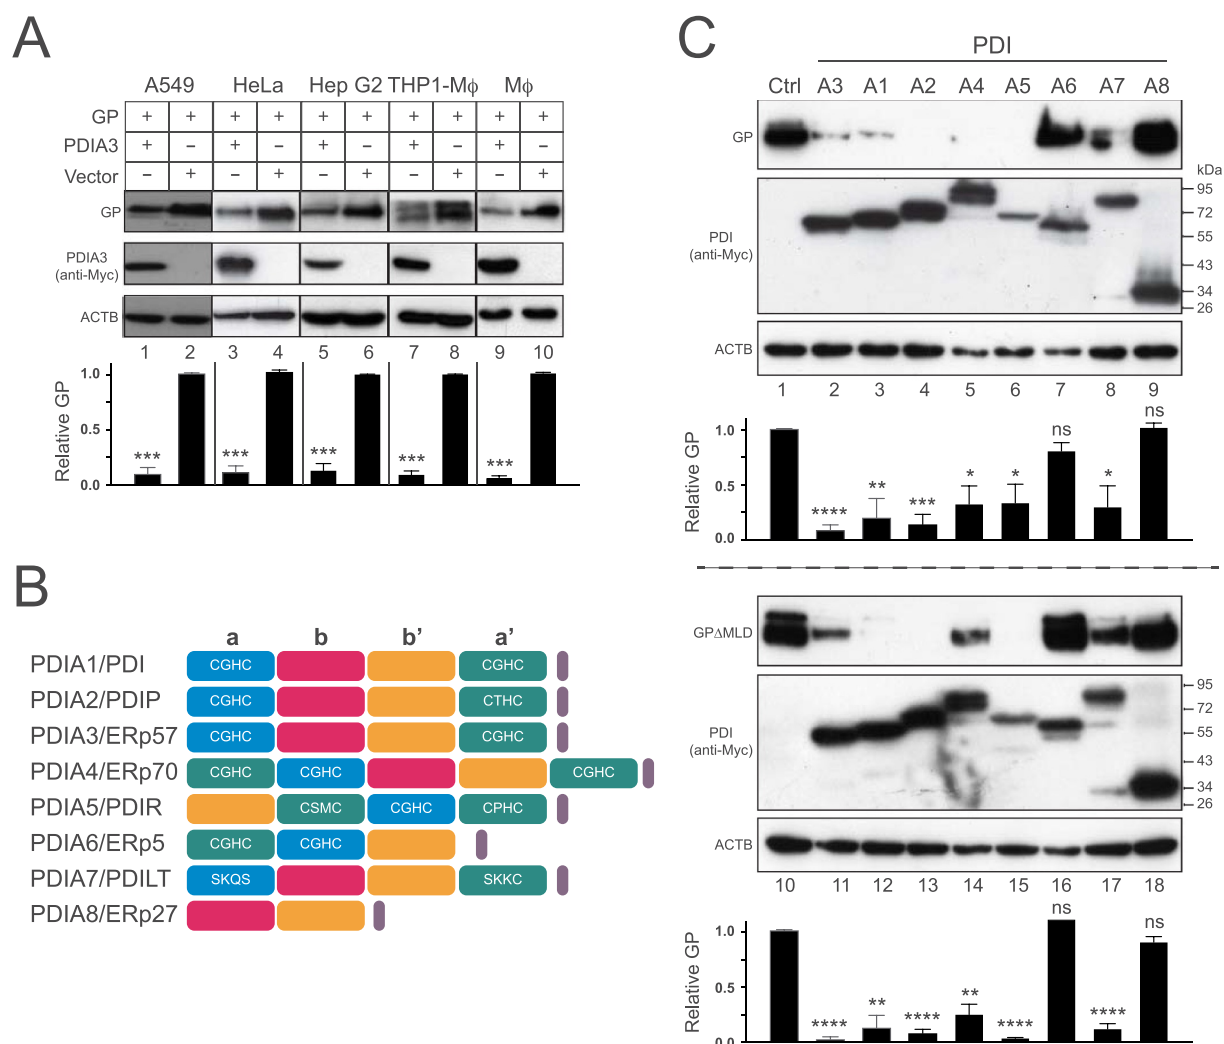 A
A549 HeLa Hep G2 THP1-Mϕ Mϕ
GP + + + + + + + + + +
PDIA3 + − + − + − + − + −
Vector − + − + − + − + − +
GP
PDIA3
(anti-Myc)
ACTB
1 2 3 4 5 6 7 8 9 10
Relative GP
1.0
0.5
0.0
*** *** *** *** ***
B
a b b’ a’
PDIA1/PDI CGHC CGHC
PDIA2/PDIP CGHC CTHC
PDIA3/ERp57 CGHC CGHC
PDIA4/ERp70 CGHC CGHC CGHC
PDIA5/PDIR CSMC CGHC CPHC
PDIA6/ERp5 CGHC CGHC
PDIA7/PDILT SKQS SKKC
PDIA8/ERp27
C
PDI
Ctrl A3 A1 A2 A4 A5 A6 A7 A8
GP
kDa
PDI
(anti-Myc)
95
72
55
43
34
26
ACTB
1 2 3 4 5 6 7 8 9
Relative GP
1.0
0.5
0.0
**** ** *** * * ns * ns
GPΔMLD
PDI
(anti-Myc)
95
72
55
43
34
26
ACTB
10 11 12 13 14 15 16 17 18
Relative GP
1.0
0.5
0.0
**** ** **** ** **** ns **** ns